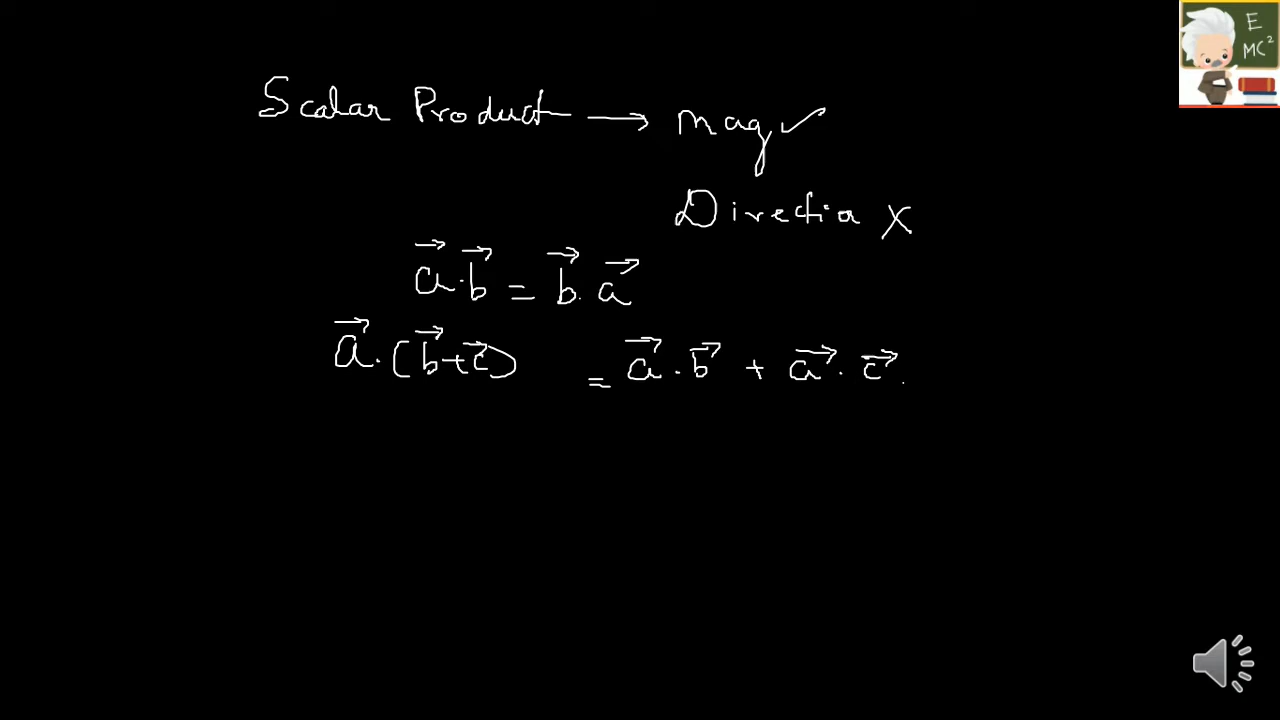 Scalar Product → mag ✓
Direction X
E
MC²
a⃗ · b⃗ = b⃗ · a⃗
a⃗ · (b⃗ + c⃗) = a⃗ · b⃗ + a⃗ · c⃗.